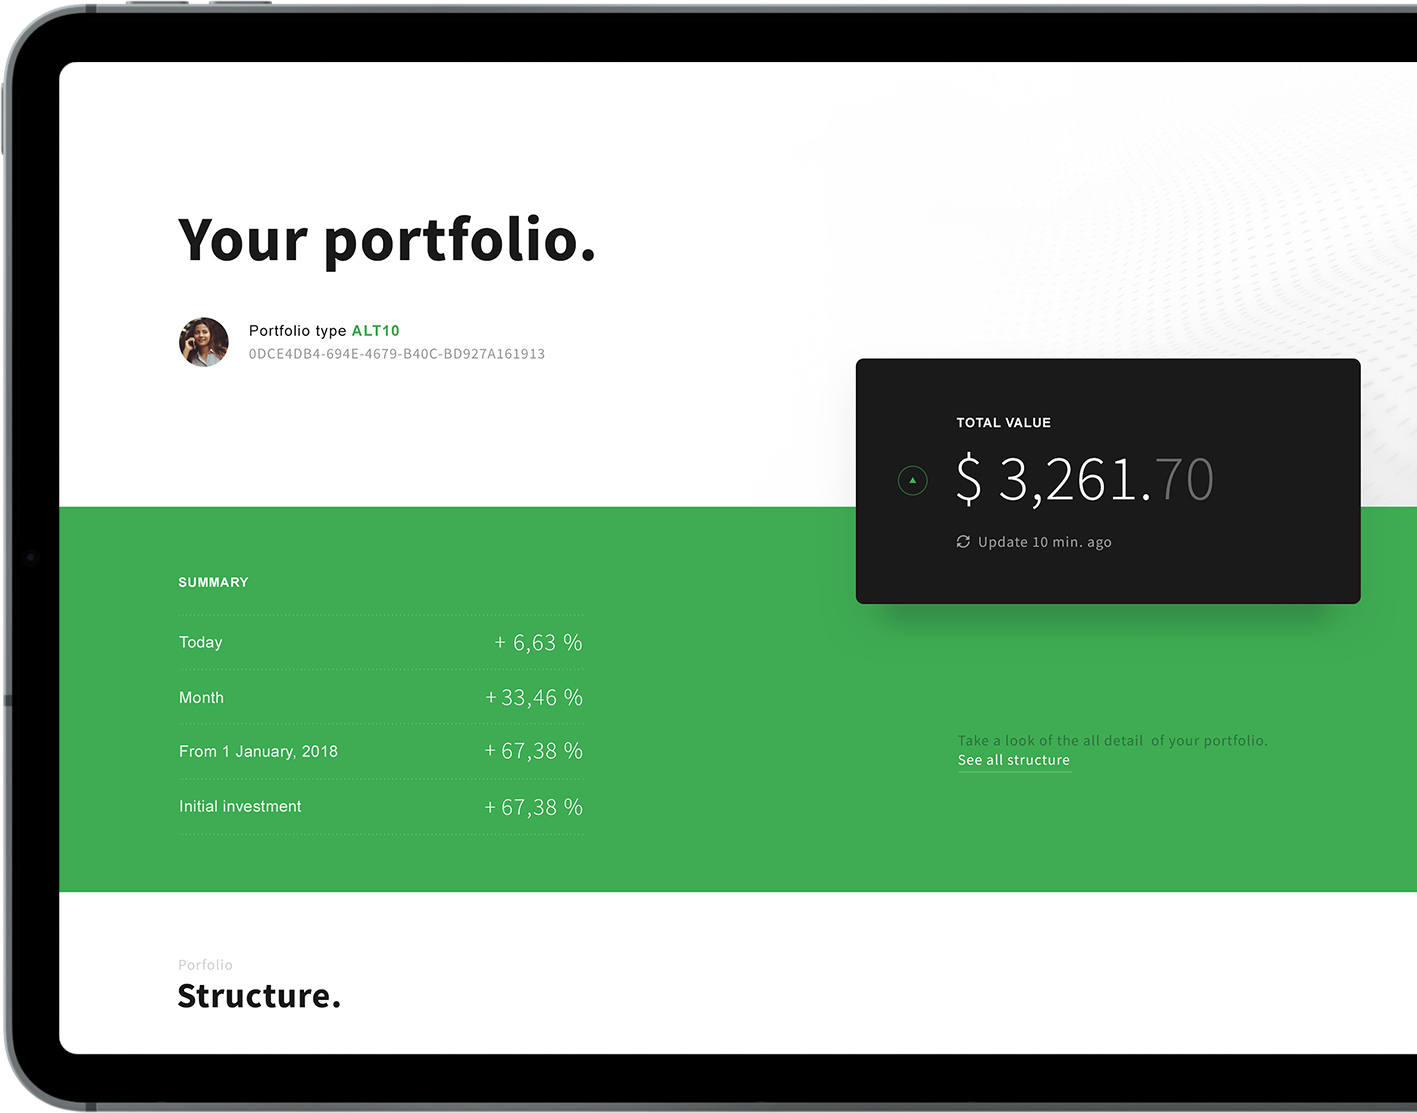 Your portfolio.
Portfolio type ALT10
0DCE4DB4-694E-4679-B40C-BD927A161913
TOTAL VALUE
$ 3,261.70
Update 10 min. ago
SUMMARY
Today + 6,63 %
Month + 33,46 %
From 1 January, 2018 + 67,38 %
Initial investment + 67,38 %
Take a look of the all detail of your portfolio.
See all structure
Porfolio
Structure.